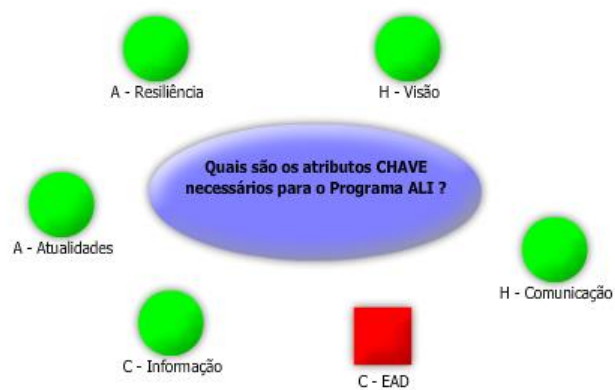 A - Resiliência
H - Visão
Quais são os atributos CHAVE
necessários para o Programa ALI ?
A - Atualidades
H - Comunicação
C - Informação
C - EAD